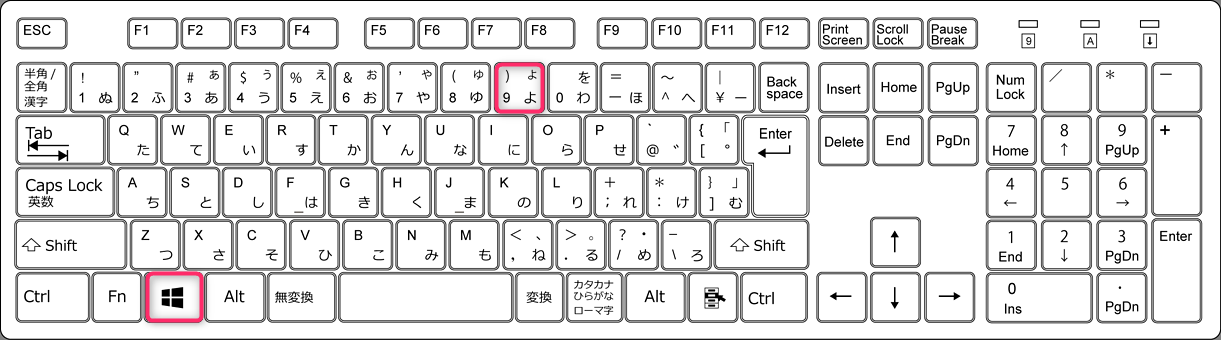 ESC F1 F2 F3 F4 F5 F6 F7 F8 F9 F10 F11 F12 Print Scroll Pause
Screen Lock Break
9 A
半角/ ! " # ぁ $ ぅ % ぇ & ぉ ' ゃ ( ゅ ) ょ を = ～ | Back Insert Home PgUp Num ／ * －
全角 1 ぬ 2 ふ 3 あ 4 う 5 え 6 お 7 や 8 ゆ 9 よ 0 わ － ほ ^ へ ¥ ー space Lock
漢字
Tab Q た W て E い R す T か Y ん U な I に O ら P せ ` @ ゛ { 「 [ ゜ Enter Delete End PgDn 7 Home 8 ↑ 9 PgUp +
Caps Lock A ち S と D し F _は G き H く J _ま K の L り + ; れ * : け } 」 ] む 4 ← 5 6 →
英数
Shift Z つ X さ C そ V ひ B こ N み M も < 、 , ね > 。 . る ? ・ / め _ \ ろ Shift ↑ 1 End 2 ↓ 3 PgDn Enter
Ctrl Fn Alt 無変換 変換 カタカナ Alt Ctrl ← ↓ → 0 Ins . PgDn
ひらがな
ローマ字